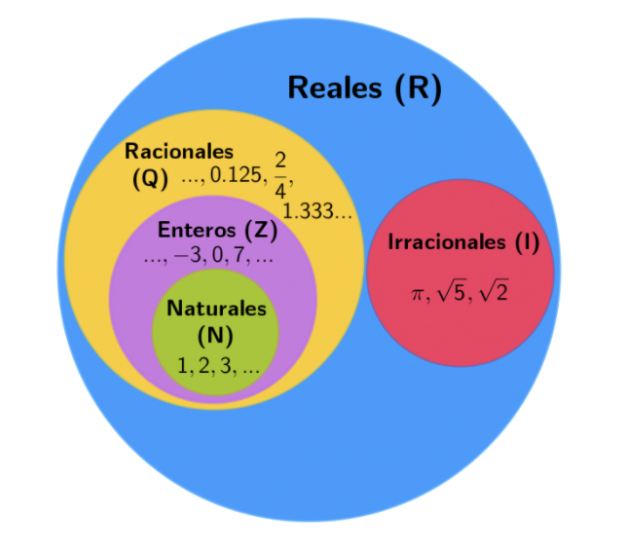 Reales (R)
Racionales
(Q) ..., 0.125, 2/4,
1.333...
Enteros (Z)
..., −3, 0, 7, ...
Naturales
(N)
1, 2, 3, ...
Irracionales (I)
π, √5, √2